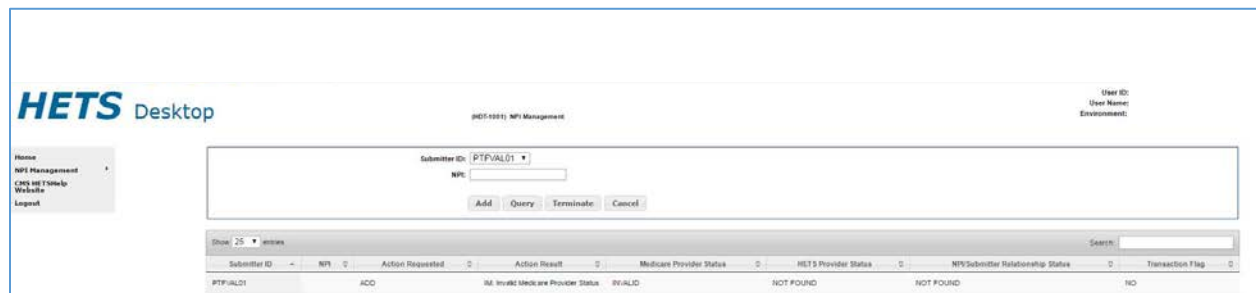 User ID:
User Name:
Environment:
HETS Desktop
(HDT-1001) NPI Management
Home
NPI Management
CMS HETSHelp
Website
Logout
Submitter ID: PTFVAL01
NPI:
Add Query Terminate Cancel
Show 25 entries Search:
Submitter ID NPI Action Requested Action Result Medicare Provider Status HETS Provider Status NPI/Submitter Relationship Status Transaction Flag
PTFVAL01 ADD IM: Invalid Medicare Provider Status INVALID NOT FOUND NOT FOUND NO